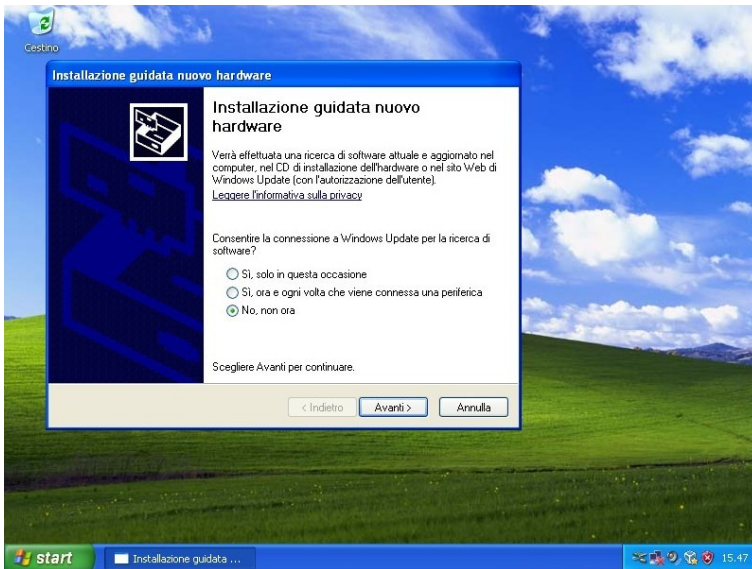 Cestino
Installazione guidata nuovo hardware
Installazione guidata nuovo
hardware
Verrà effettuata una ricerca di software attuale e aggiornato nel
computer, nel CD di installazione dell'hardware o nel sito Web di
Windows Update (con l'autorizzazione dell'utente).
Leggere l'informativa sulla privacy
Consentire la connessione a Windows Update per la ricerca di
software?
Sì, solo in questa occasione
Sì, ora e ogni volta che viene connessa una periferica
No, non ora
Scegliere Avanti per continuare.
< Indietro
Avanti >
Annulla
start
Installazione guidata ...
15.47